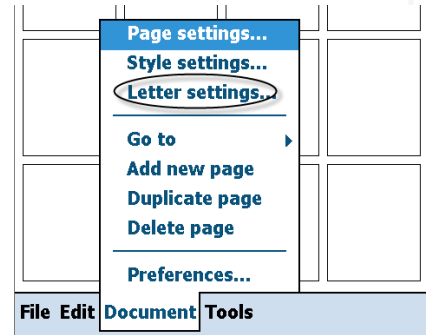 Page settings...
Style settings...
Letter settings...
Go to
Add new page
Duplicate page
Delete page
Preferences...
File Edit Document Tools